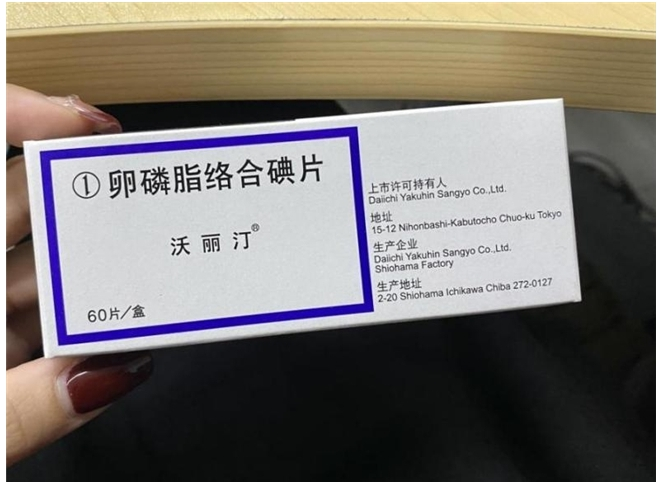 ① 卵磷脂络合碘片
沃丽汀®
60片/盒
上市许可持有人
Daiichi Yakuhin Sangyo Co.,Ltd.
地址
15-12 Nihonbashi-Kabutocho Chuo-ku Tokyo
生产企业
Daiichi Yakuhin Sangyo Co.,Ltd.
Shiohama Factory
生产地址
2-20 Shiohama Ichikawa Chiba 272-0127